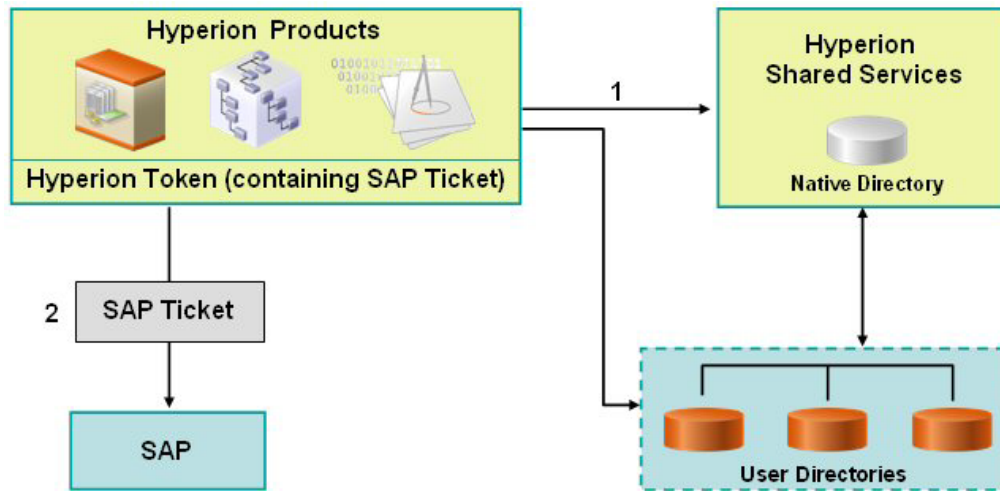 Hyperion Products
Hyperion Token (containing SAP Ticket)
1
Hyperion
Shared Services
Native Directory
2
SAP Ticket
SAP
User Directories